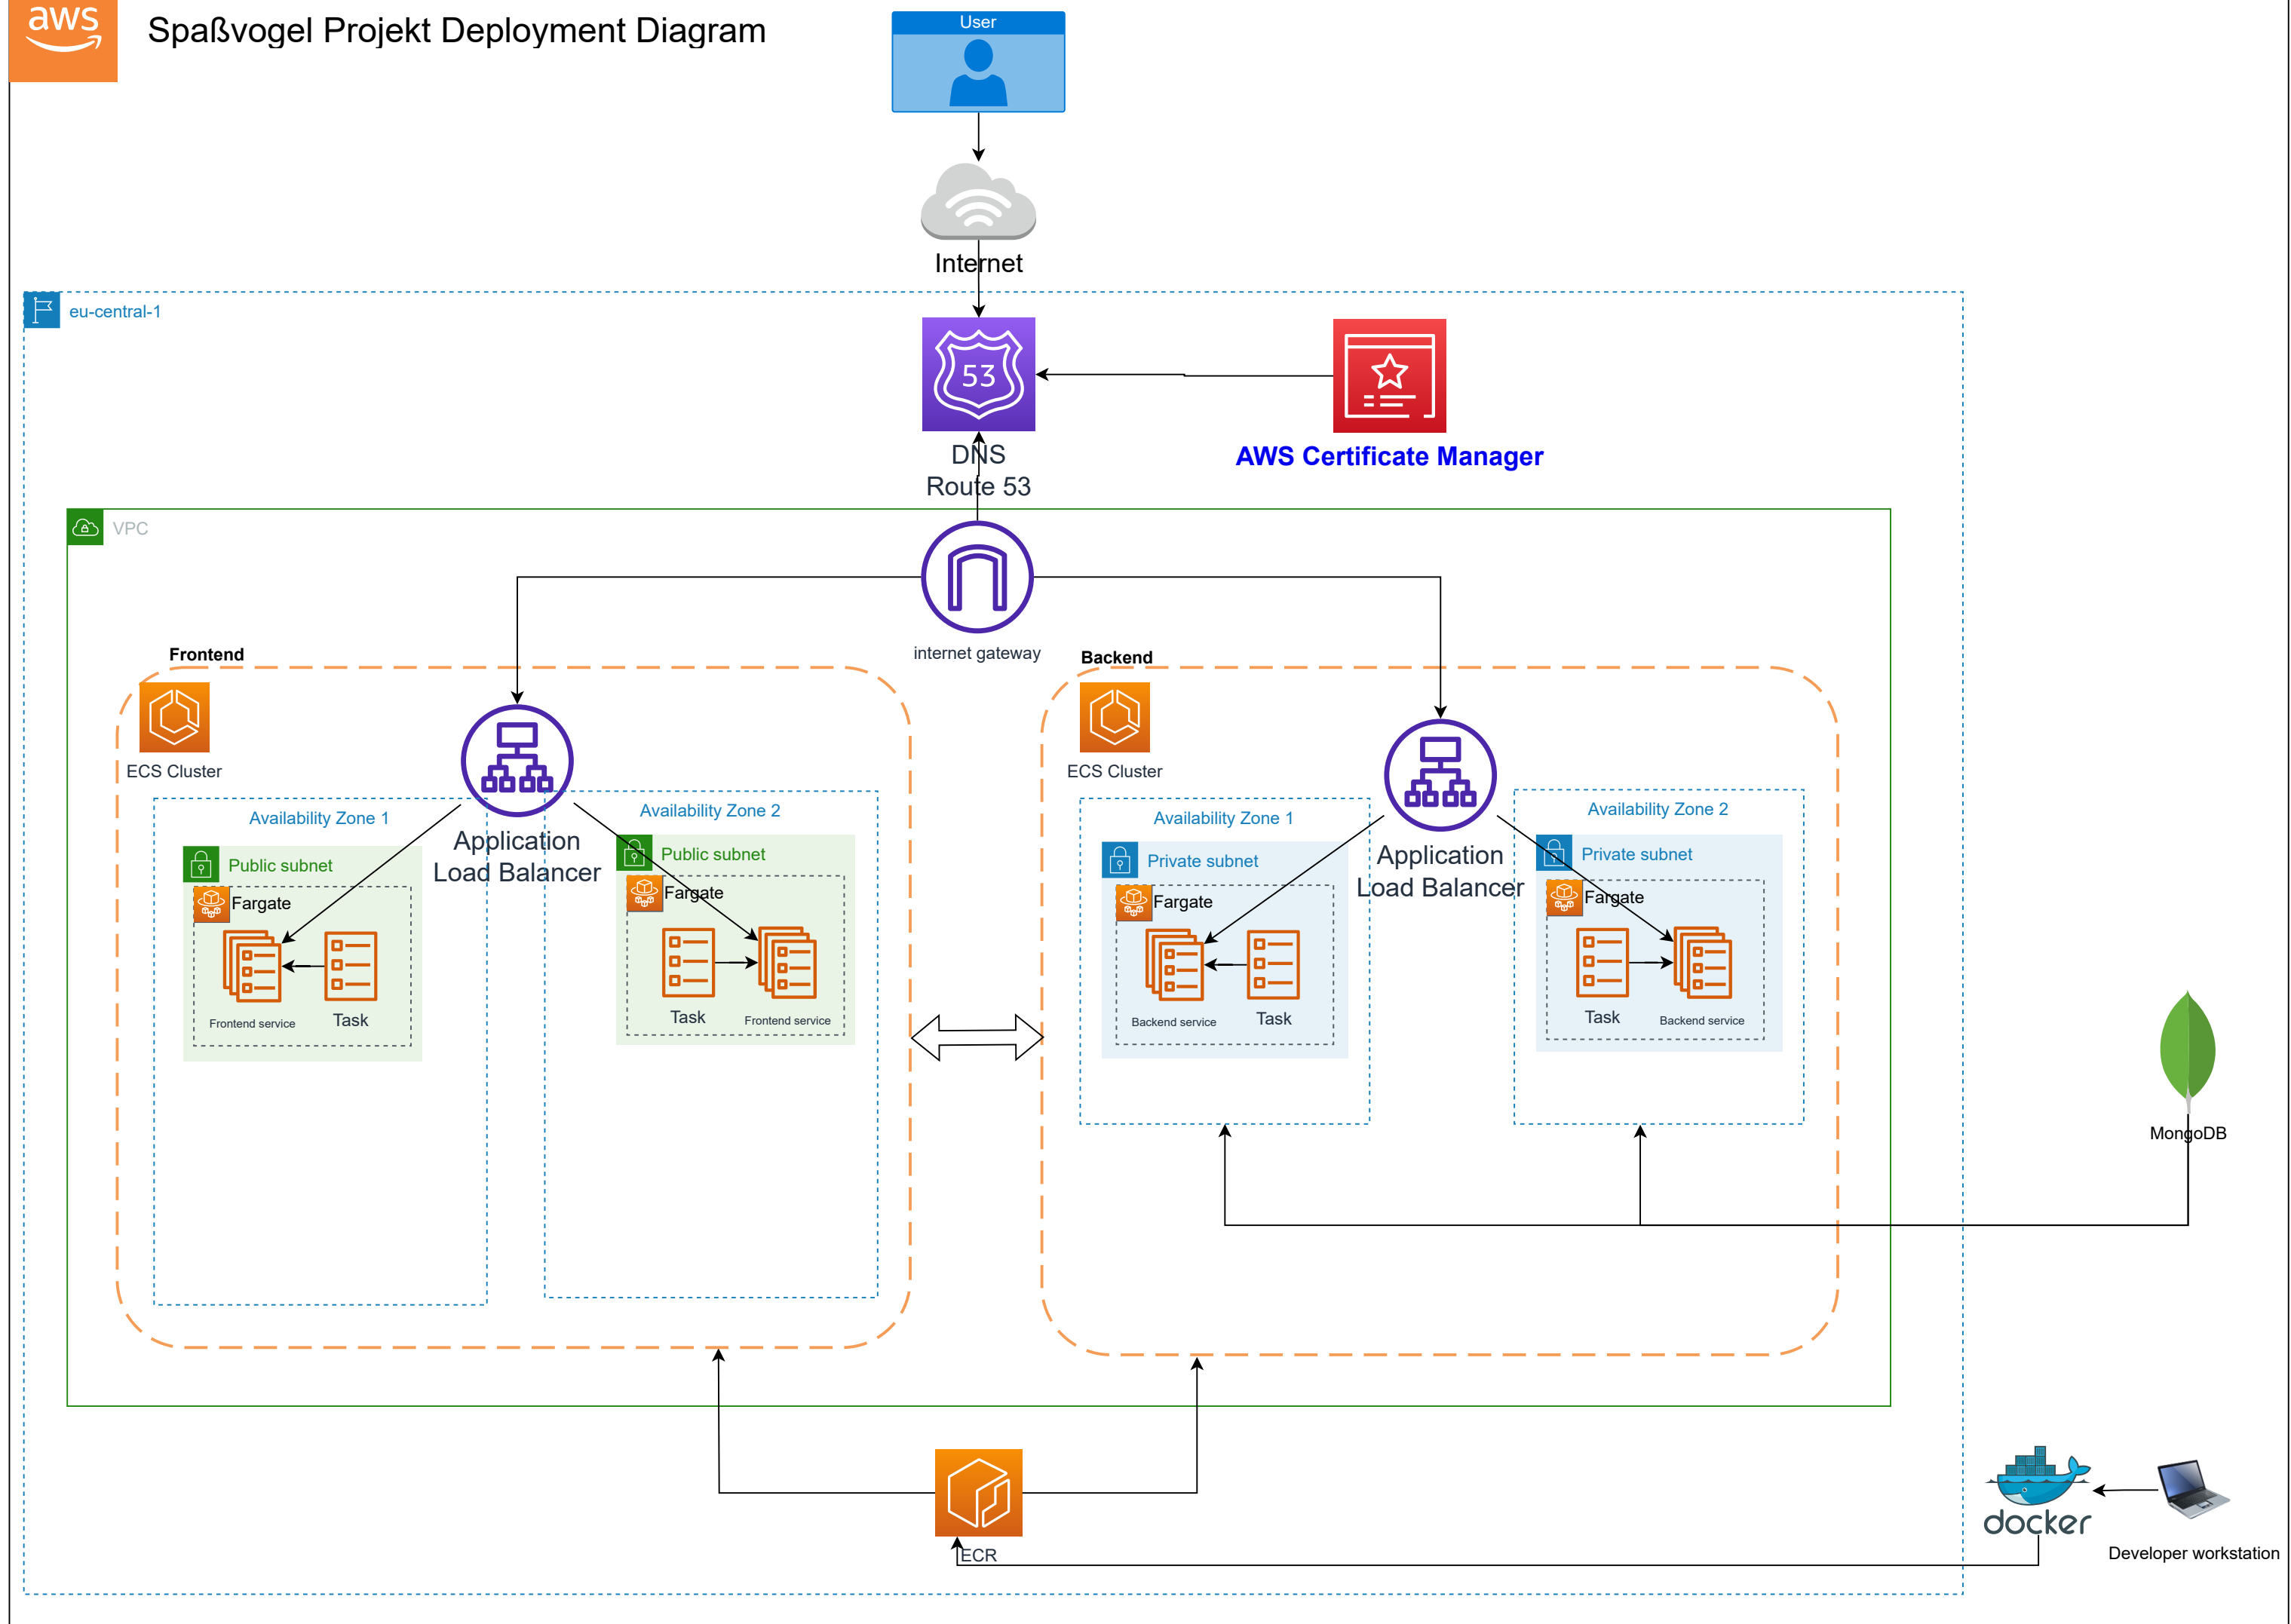 aws
Spaßvogel Projekt Deployment Diagram
User
Internet
eu-central-1
53
DNS
Route 53
AWS Certificate Manager
VPC
internet gateway
Frontend
Backend
ECS Cluster
ECS Cluster
Availability Zone 1
Availability Zone 2
Application
Load Balancer
Public subnet
Public subnet
Fargate
Fargate
Frontend service
Task
Task
Frontend service
Availability Zone 1
Availability Zone 2
Application
Load Balancer
Private subnet
Private subnet
Fargate
Fargate
Backend service
Task
Task
Backend service
MongoDB
ECR
docker
Developer workstation